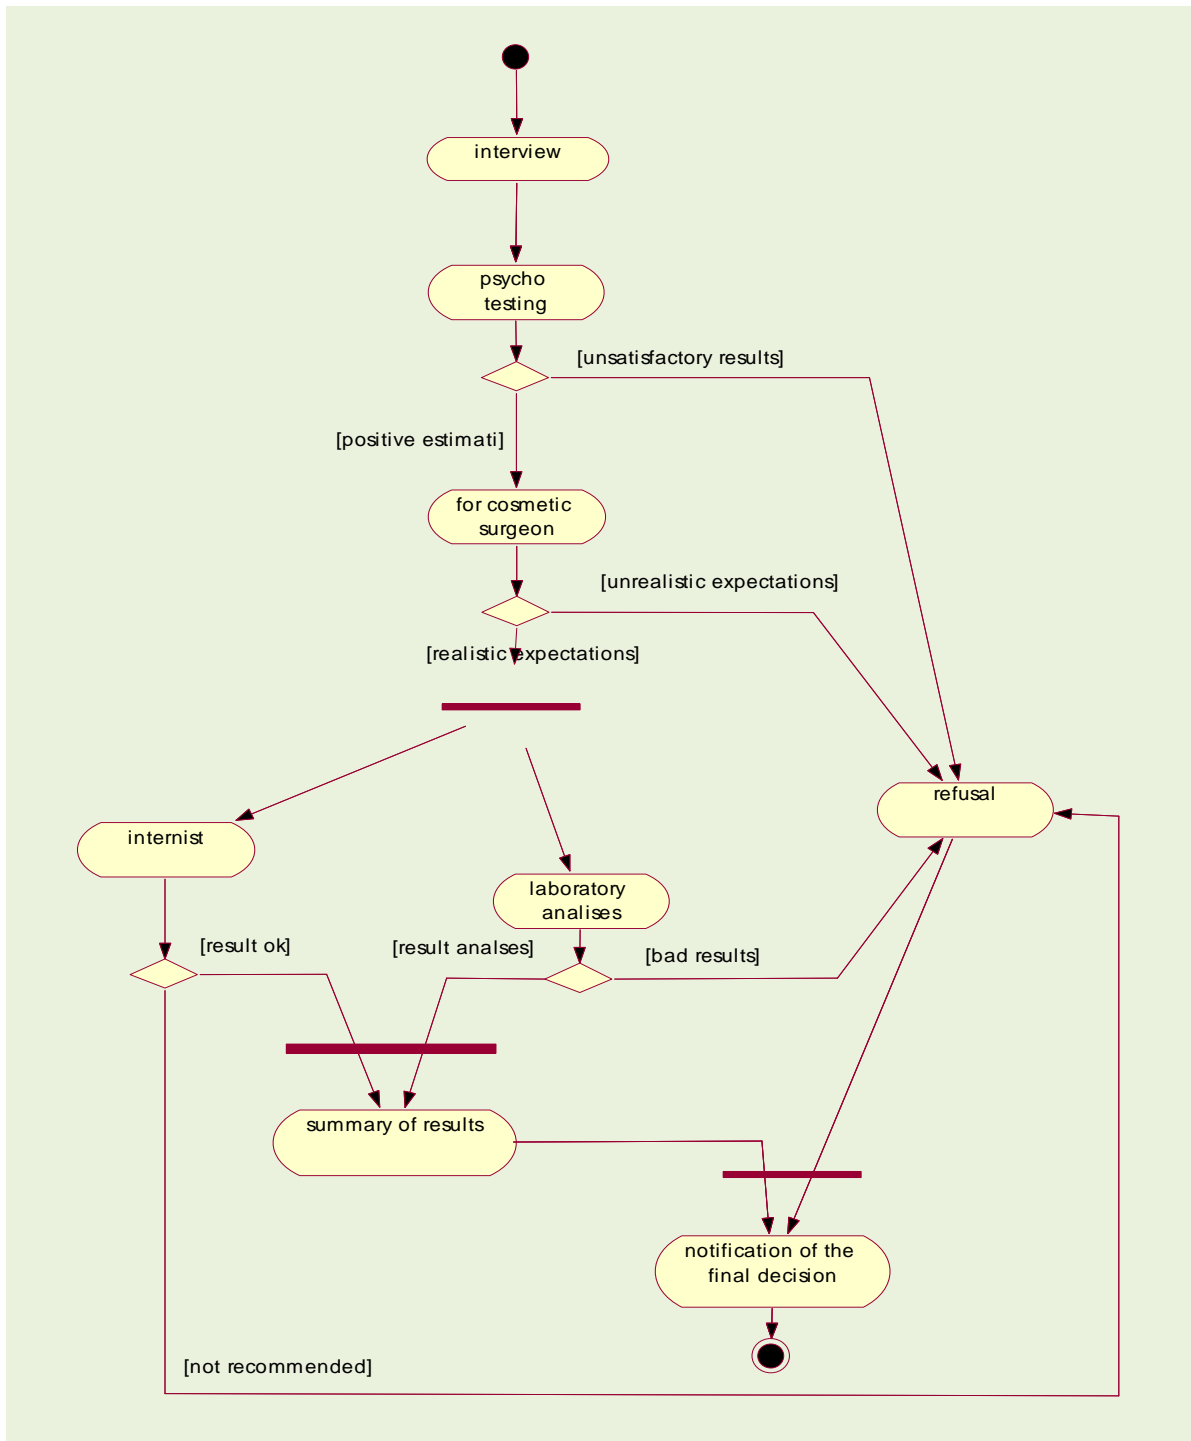 interview
psycho
testing
[unsatisfactory results]
[positive estimati]
for cosmetic
surgeon
[unrealistic expectations]
[realistic expectations]
refusal
internist
laboratory
analises
[result ok]
[result analses]
[bad results]
summary of results
notification of the
final decision
[not recommended]